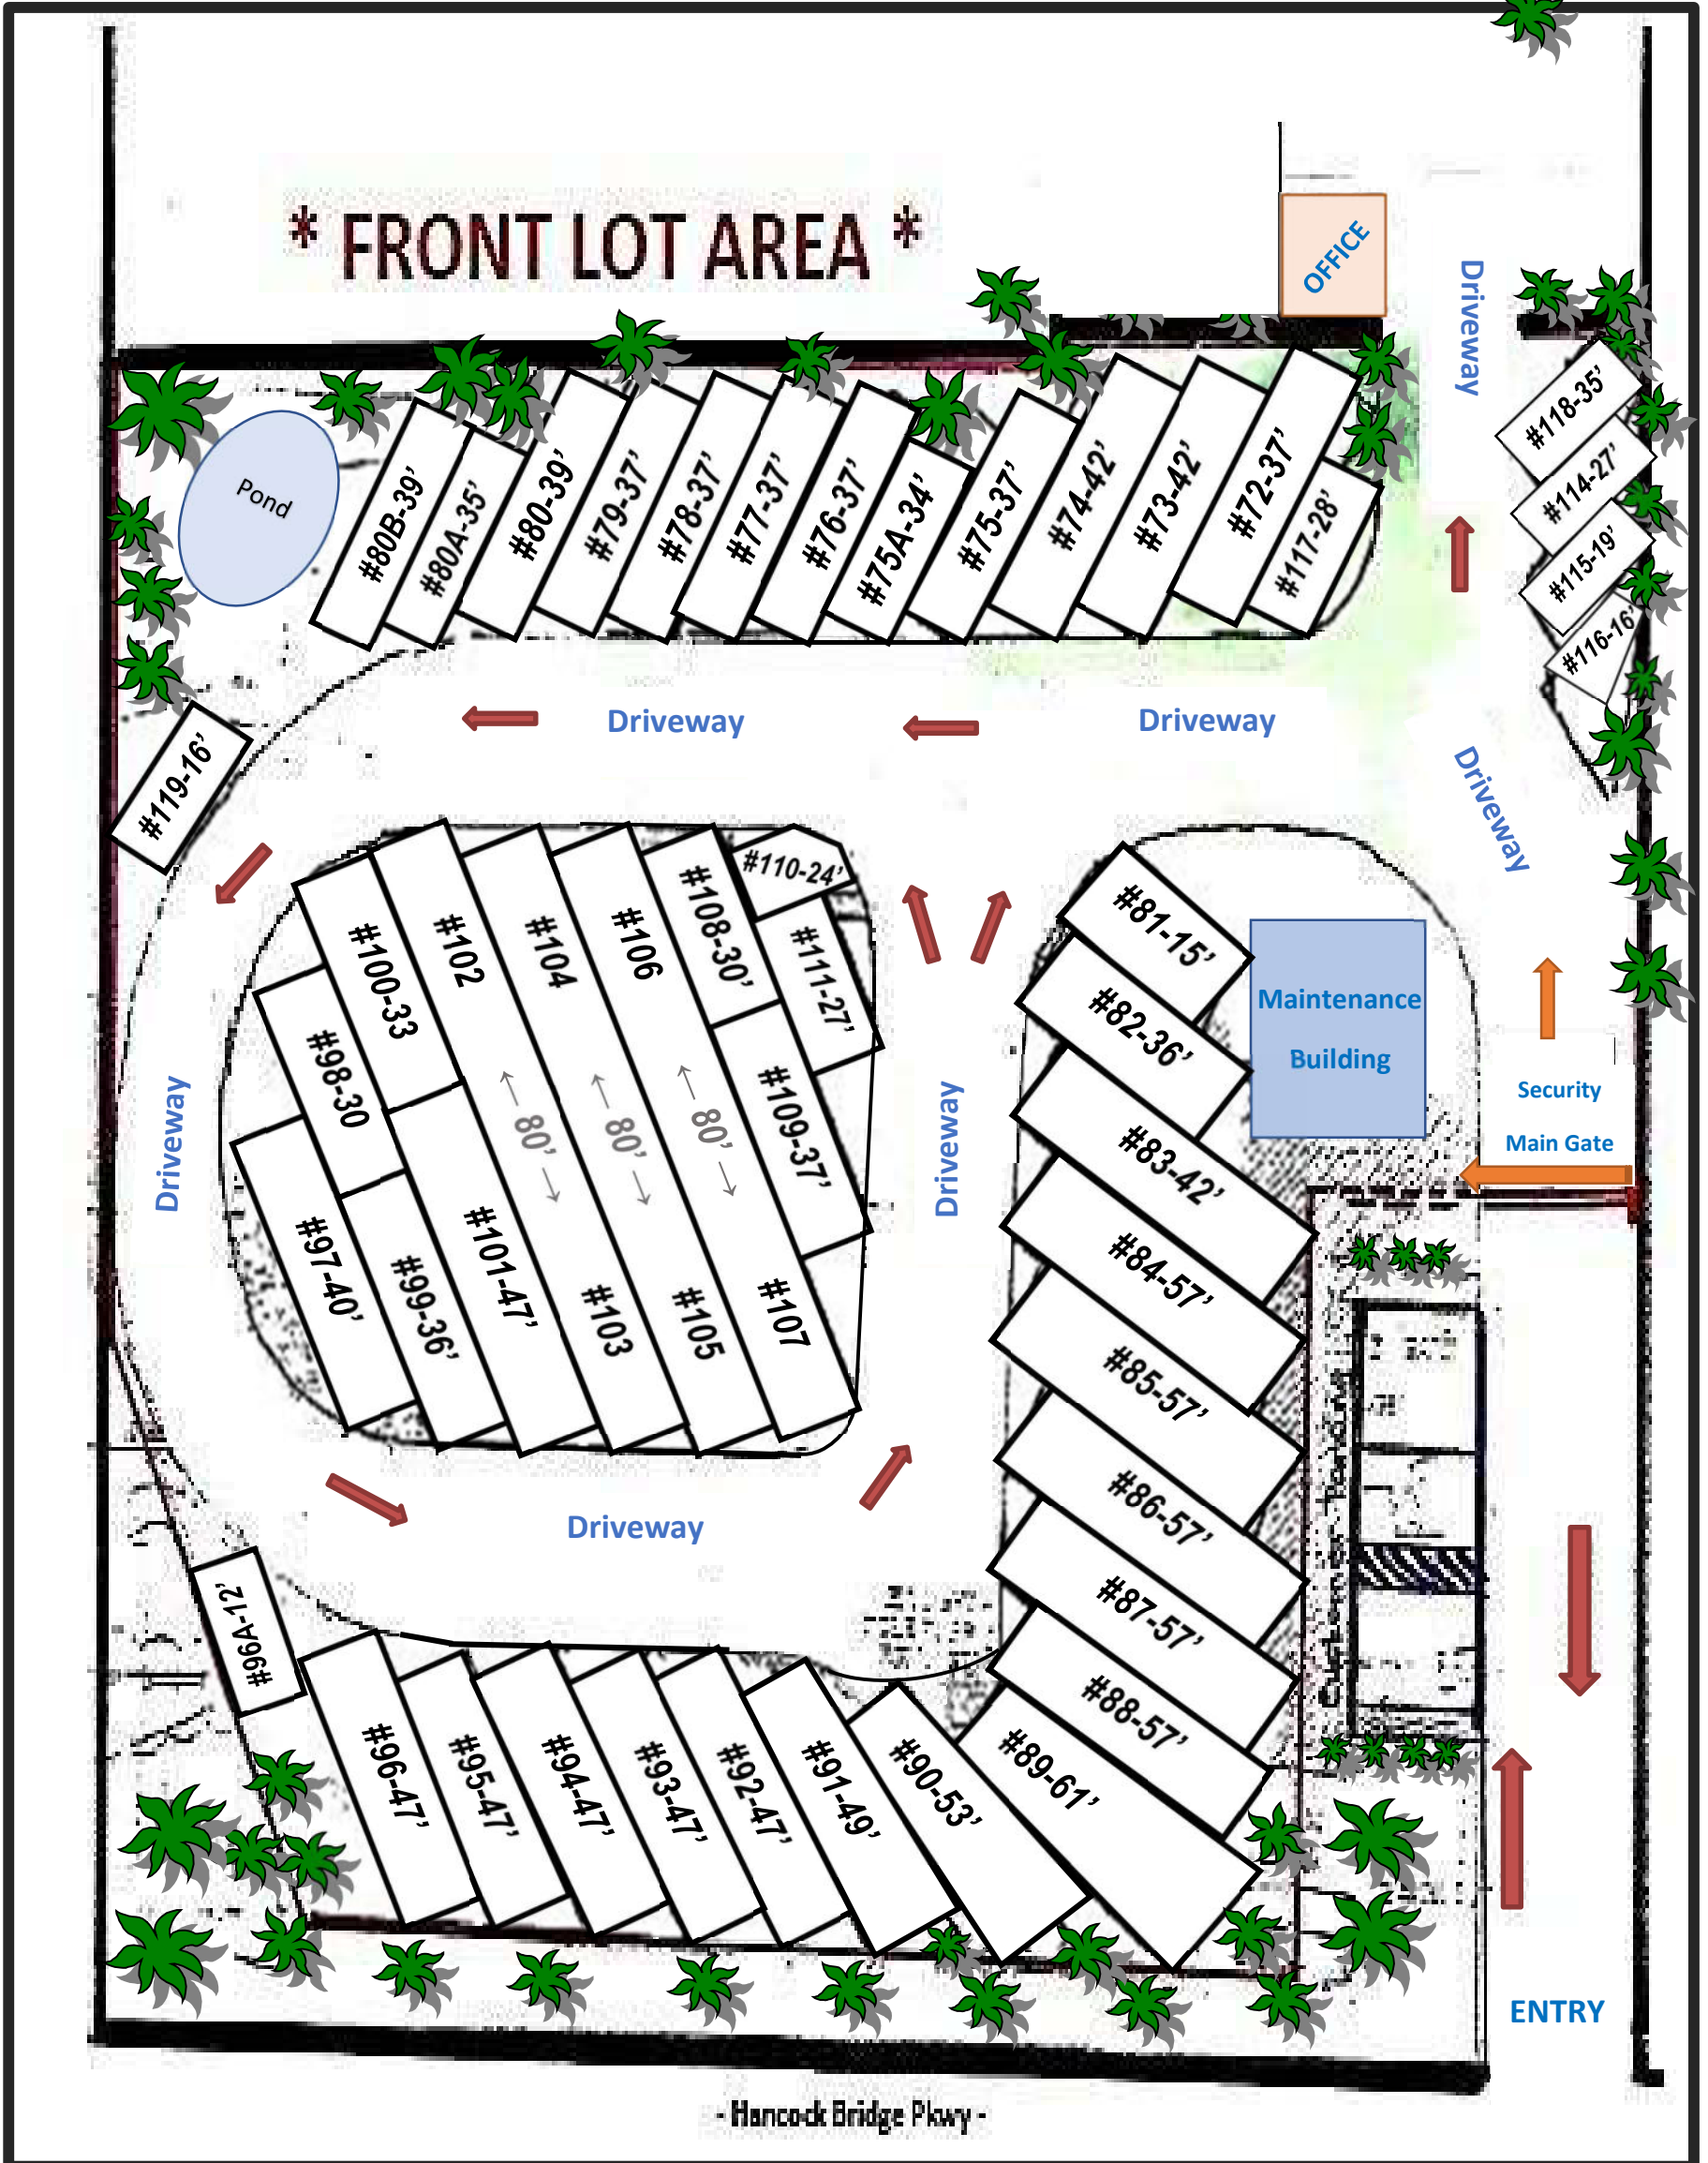 * FRONT LOT AREA *
OFFICE
Driveway
Pond
#80B-39’
#80A-35’
#80-39’
#79-37’
#78-37’
#77-37’
#76-37’
#75A-34’
#75-37’
#74-42’
#73-42’
#72-37’
#117-28’
#118-35’
#114-27’
#115-19’
#116-16’
Driveway
Driveway
Driveway
#119-16’
#100-33
#102
#104
#106
#108-30’
#110-24’
#111-27’
#98-30
← 80’ →
← 80’ →
← 80’ →
#109-37’
#97-40’
#99-36’
#101-47’
#103
#105
#107
Driveway
Driveway
#81-15’
#82-36’
#83-42’
#84-57’
#85-57’
#86-57’
#87-57’
#88-57’
#89-61’
Maintenance
Building
Security
Main Gate
Driveway
#96A-12’
#96-47’
#95-47’
#94-47’
#93-47’
#92-47’
#91-49’
#90-53’
Customer Parking
ENTRY
- Hancock Bridge Pkwy -